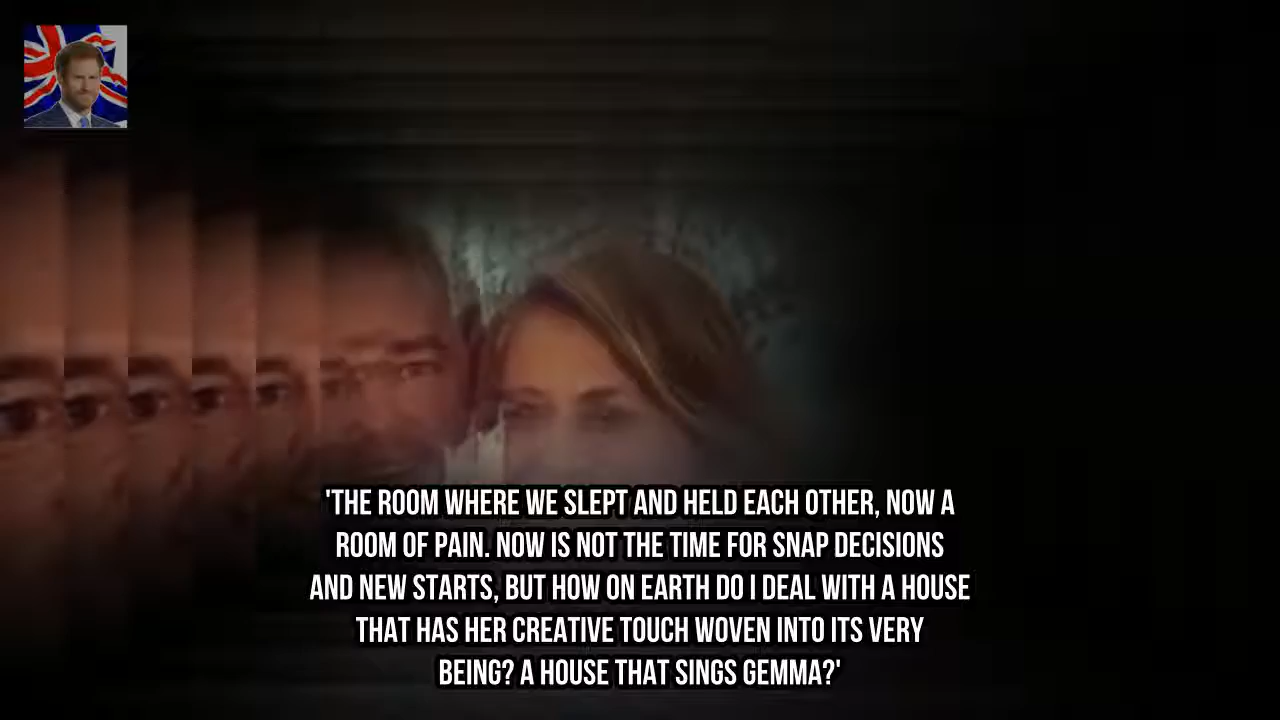 'THE ROOM WHERE WE SLEPT AND HELD EACH OTHER, NOW A
ROOM OF PAIN. NOW IS NOT THE TIME FOR SNAP DECISIONS
AND NEW STARTS, BUT HOW ON EARTH DO I DEAL WITH A HOUSE
THAT HAS HER CREATIVE TOUCH WOVEN INTO ITS VERY
BEING? A HOUSE THAT SINGS GEMMA?'